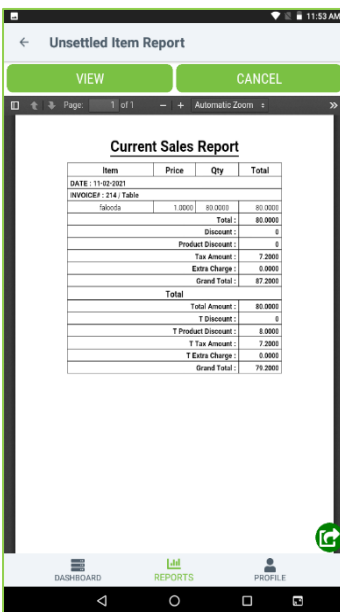 11:53 AM
Unsettled Item Report
VIEW CANCEL
Page: 1 of 1 Automatic Zoom
Current Sales Report
Item Price Qty Total
DATE : 11-02-2021
INVOICE# : 214 / Table
falooda 1.0000 80.0000 80.0000
Total : 80.0000
Discount : 0
Product Discount : 0
Tax Amount : 7.2000
Extra Charge : 0.0000
Grand Total : 87.2000
Total
Total Amount : 80.0000
T Discount : 0
T Product Discount : 8.0000
T Tax Amount : 7.2000
T Extra Charge : 0.0000
Grand Total : 79.2000
DASHBOARD REPORTS PROFILE